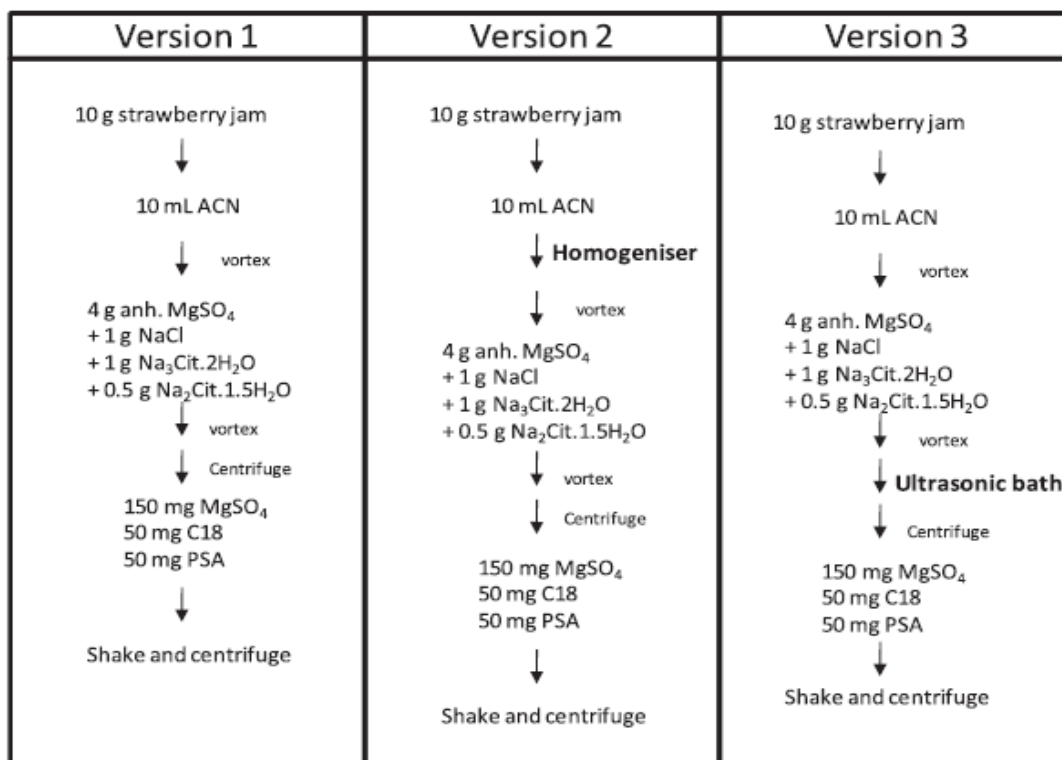 Version 1
10 g strawberry jam
10 mL ACN
vortex
4 g anh. MgSO₄
+ 1 g NaCl
+ 1 g Na₃Cit.2H₂O
+ 0.5 g Na₂Cit.1.5H₂O
vortex
Centrifuge
150 mg MgSO₄
50 mg C18
50 mg PSA
Shake and centrifuge
Version 2
10 g strawberry jam
10 mL ACN
Homogeniser
vortex
4 g anh. MgSO₄
+ 1 g NaCl
+ 1 g Na₃Cit.2H₂O
+ 0.5 g Na₂Cit.1.5H₂O
vortex
Centrifuge
150 mg MgSO₄
50 mg C18
50 mg PSA
Shake and centrifuge
Version 3
10 g strawberry jam
10 mL ACN
vortex
4 g anh. MgSO₄
+ 1 g NaCl
+ 1 g Na₃Cit.2H₂O
+ 0.5 g Na₂Cit.1.5H₂O
vortex
Ultrasonic bath
Centrifuge
150 mg MgSO₄
50 mg C18
50 mg PSA
Shake and centrifuge